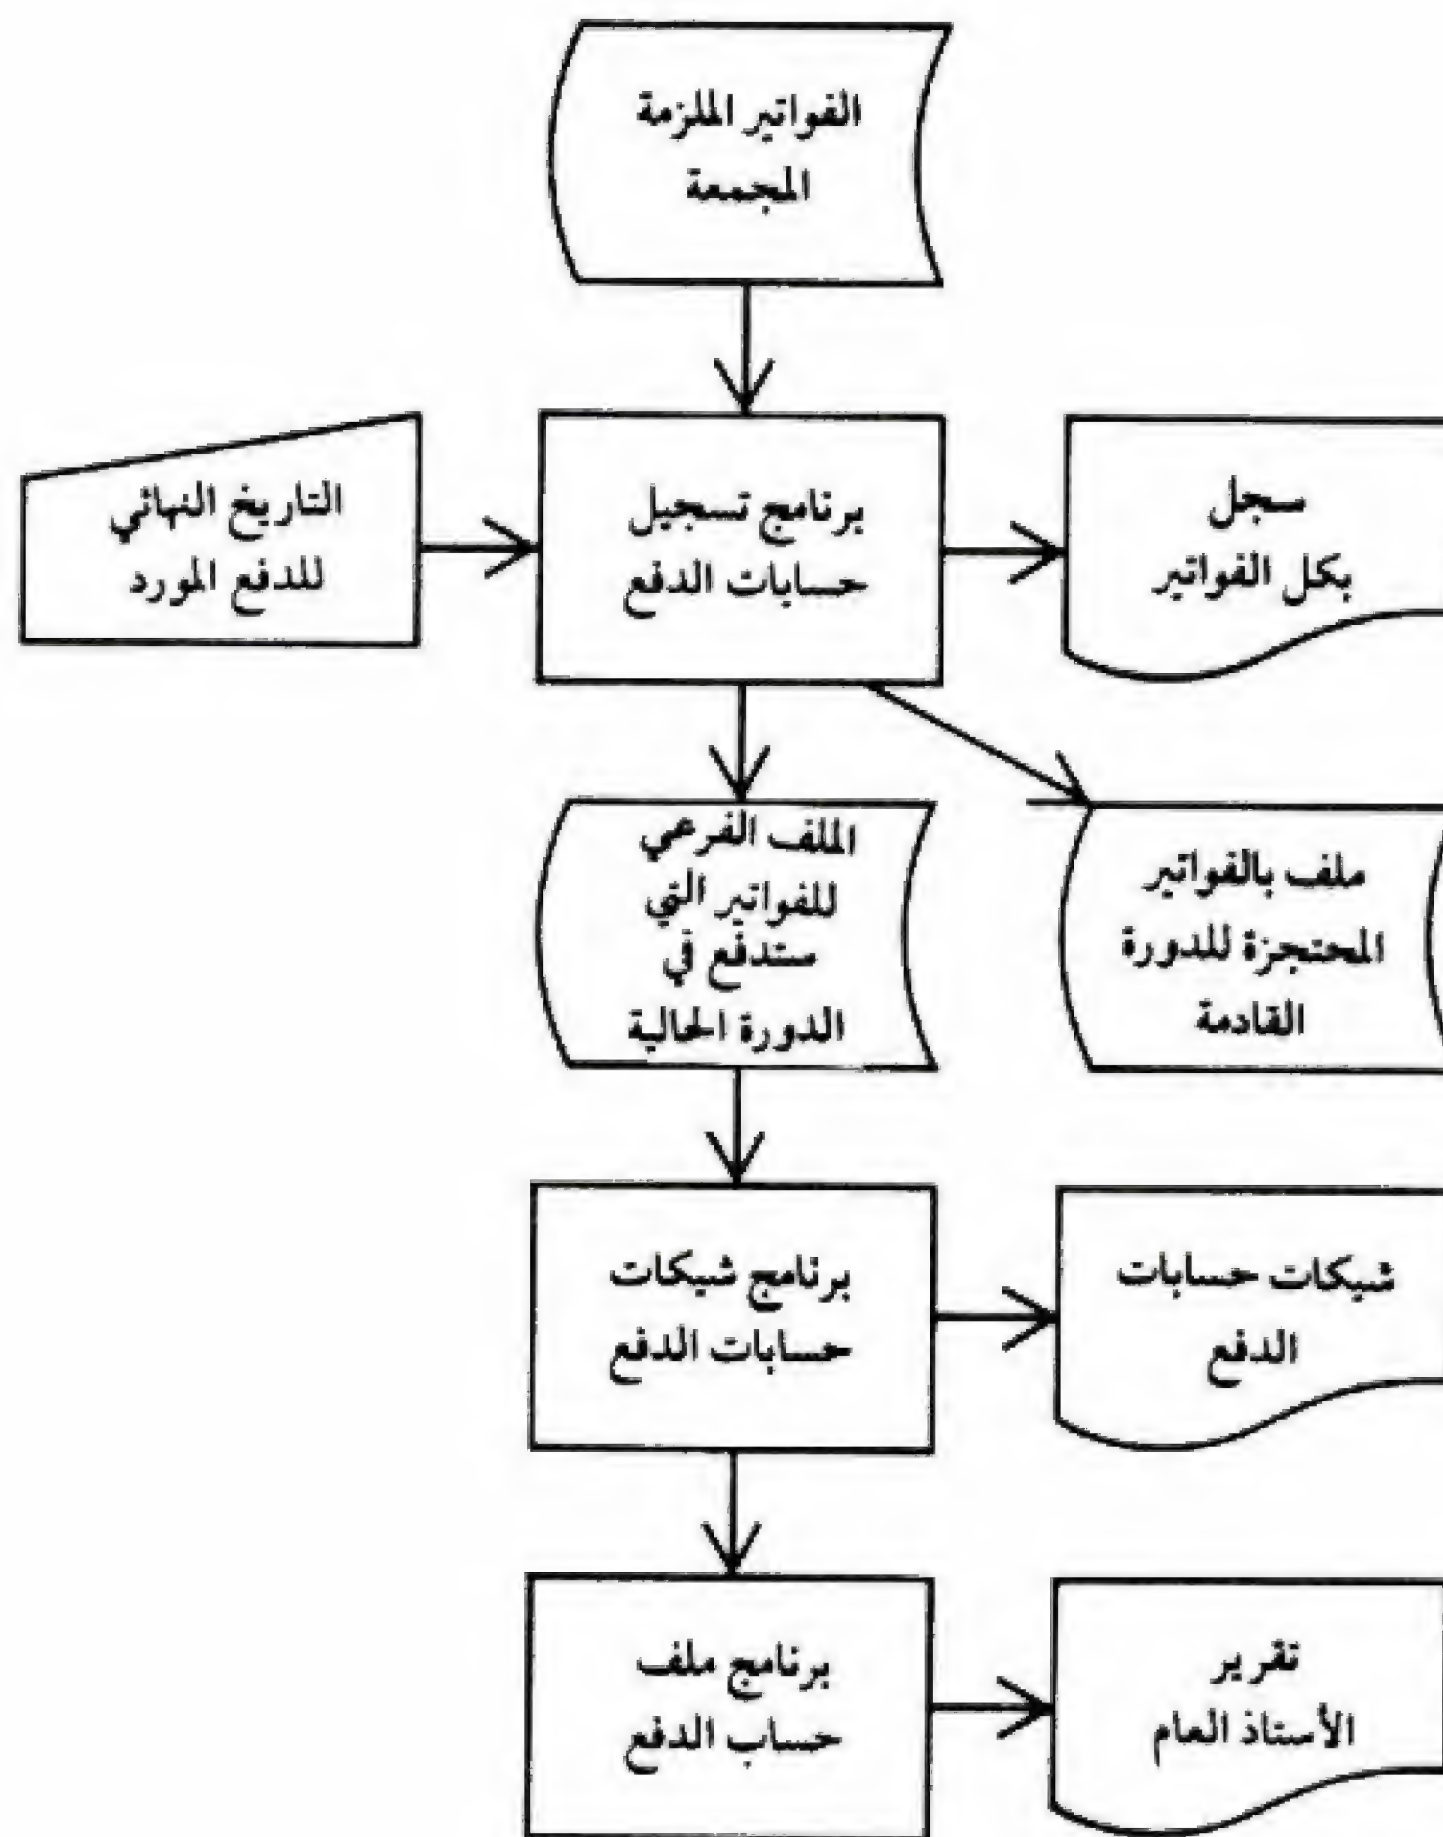 الفواتير الملزمة
المجمعة
التاريخ النهائي
للدفع المورد
برنامج تسجيل
حسابات الدفع
سجل
بكل الفواتير
الملف الفرعي
للفواتير التي
ستدفع في
الدورة الحالية
ملف بالفواتير
المحتجزة للدورة
القادمة
برنامج شيكات
حسابات الدفع
شيكات حسابات
الدفع
برنامج ملف
حساب الدفع
تقرير
الأستاذ العام